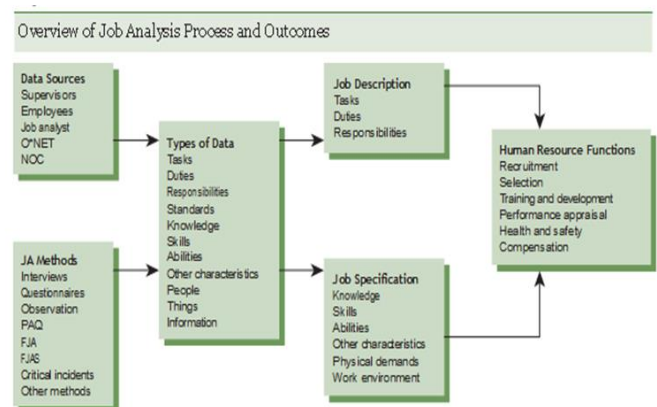 Overview of Job Analysis Process and Outcomes
Data Sources
Supervisors
Employees
Job analyst
O*NET
NOC
JA Methods
Interviews
Questionnaires
Observation
PAQ
FJA
FJAS
Critical incidents
Other methods
Types of Data
Tasks
Duties
Responsibilities
Standards
Knowledge
Skills
Abilities
Other characteristics
People
Things
Information
Job Description
Tasks
Duties
Responsibilities
Job Specification
Knowledge
Skills
Abilities
Other characteristics
Physical demands
Work environment
Human Resource Functions
Recruitment
Selection
Training and development
Performance appraisal
Health and safety
Compensation